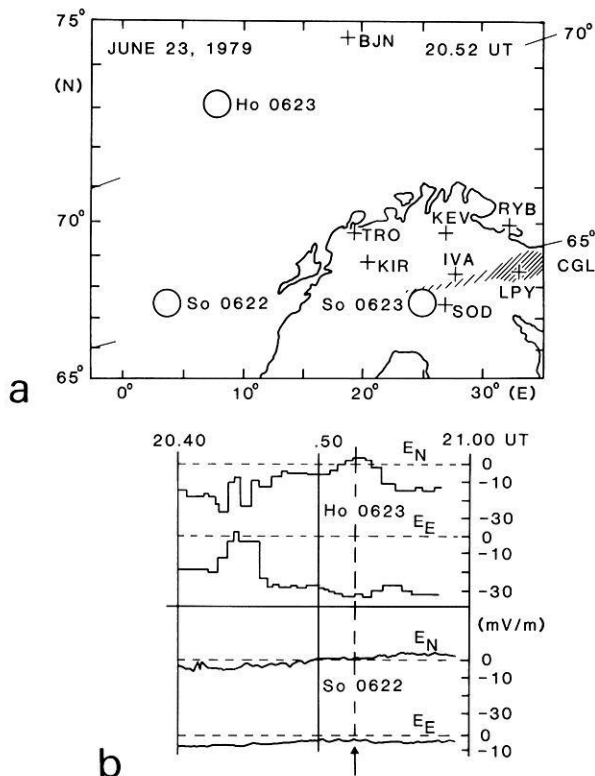 75° 70°
JUNE 23, 1979 BJN 20.52 UT
(N)
Ho 0623
70° RYB
KEV
TRO 65°
IVA CGL
KIR
LPY
So 0622 So 0623 SOD
65°
a 0° 10° 20° 30° (E)
20.40 .50 21.00 UT
E_N 0
-10
Ho 0623 -30
E_E 0
-10
-30
(mV/m)
E_N 0
-10
So 0622
-30
E_E 0
b -10